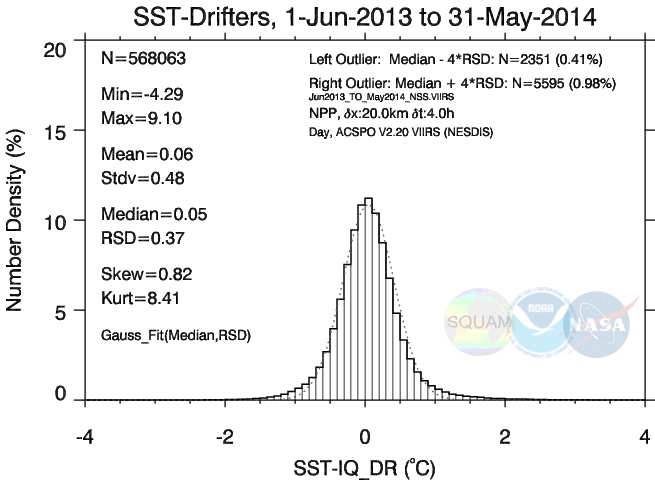 SST-Drifters, 1-Jun-2013 to 31-May-2014
N=568063
Left Outlier: Median - 4*RSD: N=2351 (0.41%)
Min=-4.29
Right Outlier: Median + 4*RSD: N=5595 (0.98%)
Jun2013_TO_May2014_NSS.VIIRS
Max=9.10
NPP, δx:20.0km δt:4.0h
Day, ACSPO V2.20 VIIRS (NESDIS)
Mean=0.06
Stdv=0.48
Median=0.05
RSD=0.37
Skew=0.82
Kurt=8.41
Gauss_Fit(Median,RSD)
SQUAM
NOAA
NASA
Number Density (%)
20
15
10
5
0
-4 -2 0 2 4
SST-IQ_DR (°C)